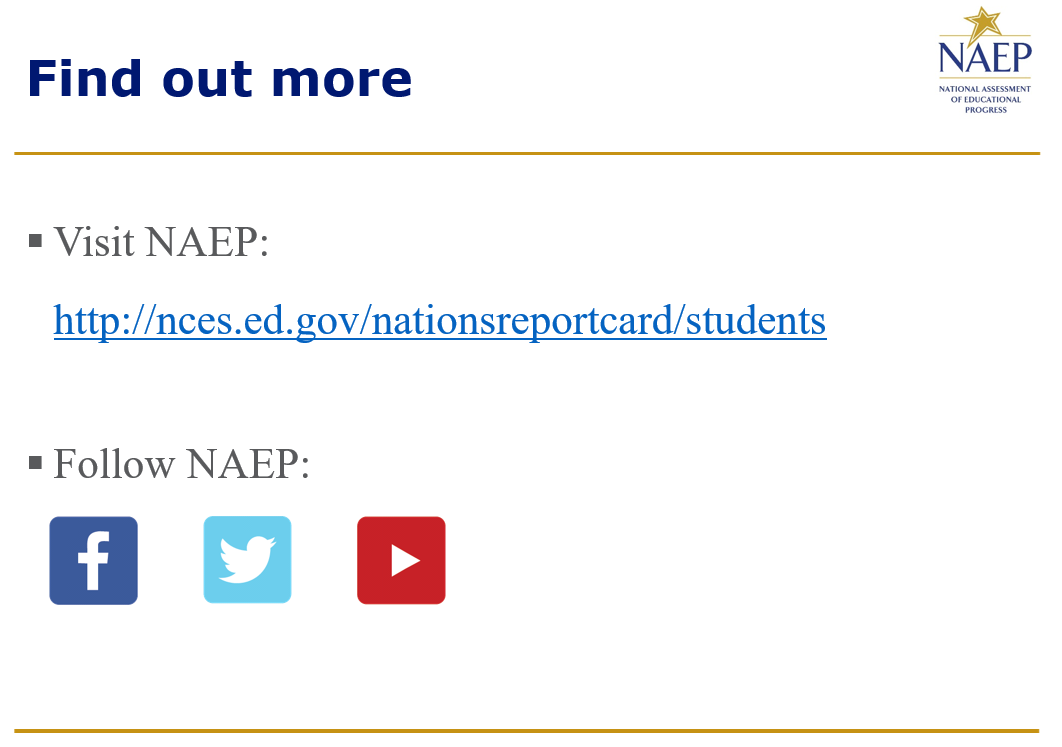 Find out more
NAEP
NATIONAL ASSESSMENT
OF EDUCATIONAL
PROGRESS
▪ Visit NAEP:
http://nces.ed.gov/nationsreportcard/students
▪ Follow NAEP: